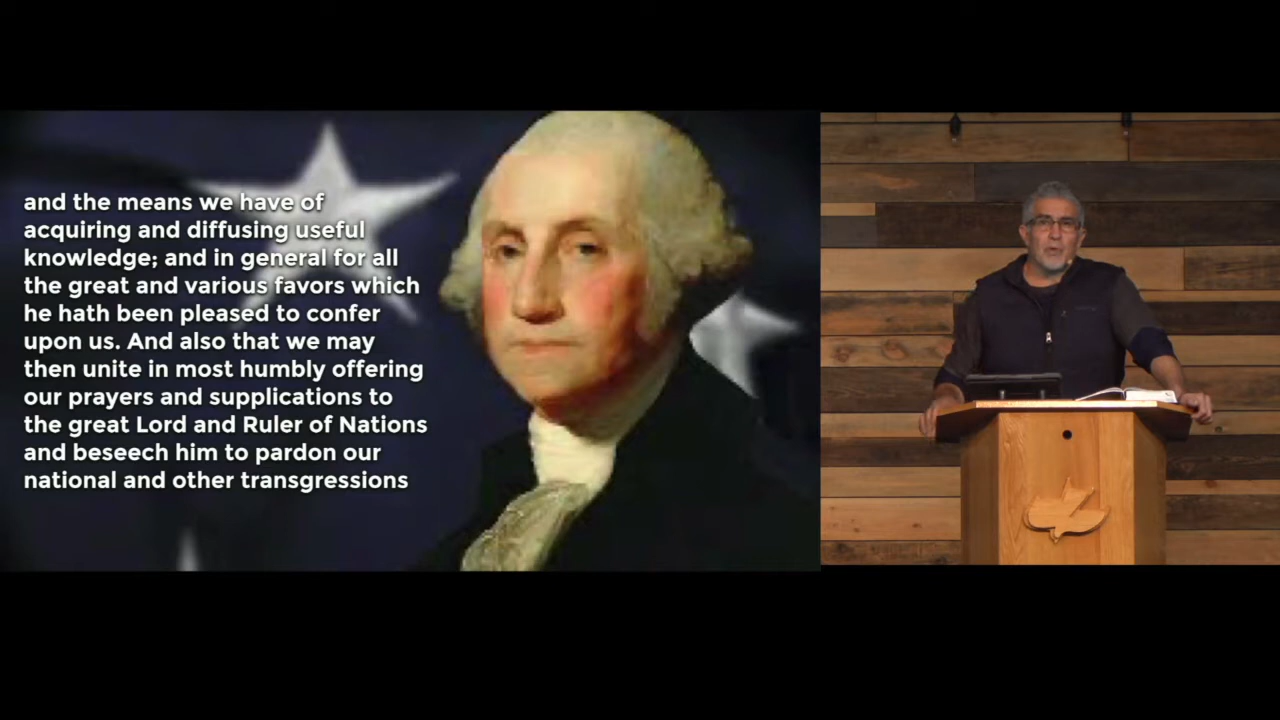 and the means we have of
acquiring and diffusing useful
knowledge; and in general for all
the great and various favors which
he hath been pleased to confer
upon us. And also that we may
then unite in most humbly offering
our prayers and supplications to
the great Lord and Ruler of Nations
and beseech him to pardon our
national and other transgressions